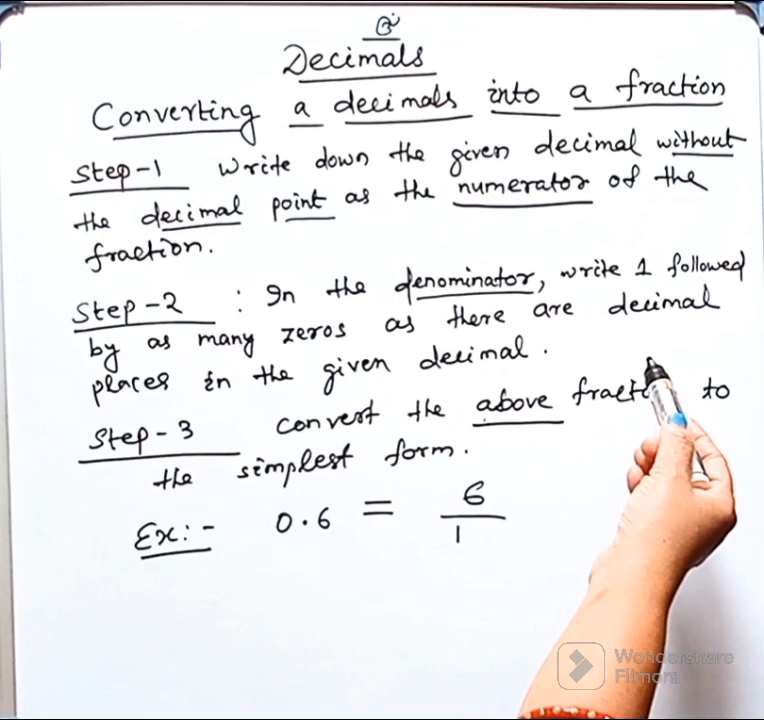 Decimals
Converting a decimals into a fraction
Step-1 Write down the given decimal without
the decimal point as the numerator of the
fraction.
Step-2 : In the denominator, write 1 followed
by as many zeros as there are decimal
places in the given decimal.
Step-3 convert the above to
the simplest form.
Ex:- 0.6 = 6
1
Wondershare
Filmora